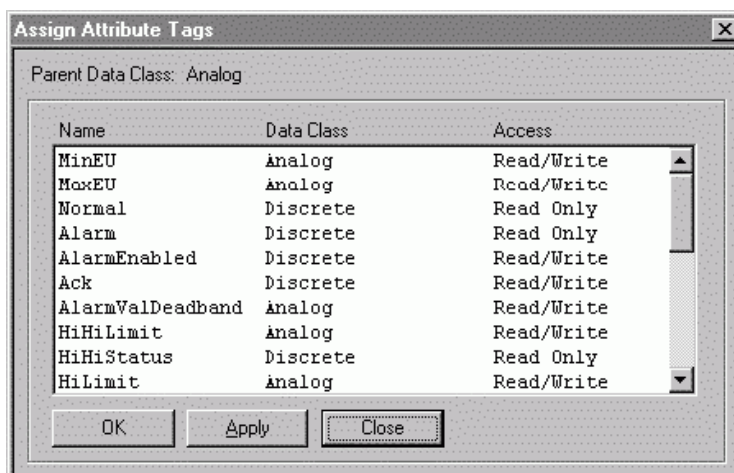 Assign Attribute Tags
Parent Data Class: Analog
Name Data Class Access
MinEU Analog Read/Write
MaxEU Analog Read/Write
Normal Discrete Read Only
Alarm Discrete Read Only
AlarmEnabled Discrete Read/Write
Ack Discrete Read/Write
AlarmValDeadband Analog Read/Write
HiHiLimit Analog Read/Write
HiHiStatus Discrete Read Only
HiLimit Analog Read/Write
OK Apply Close